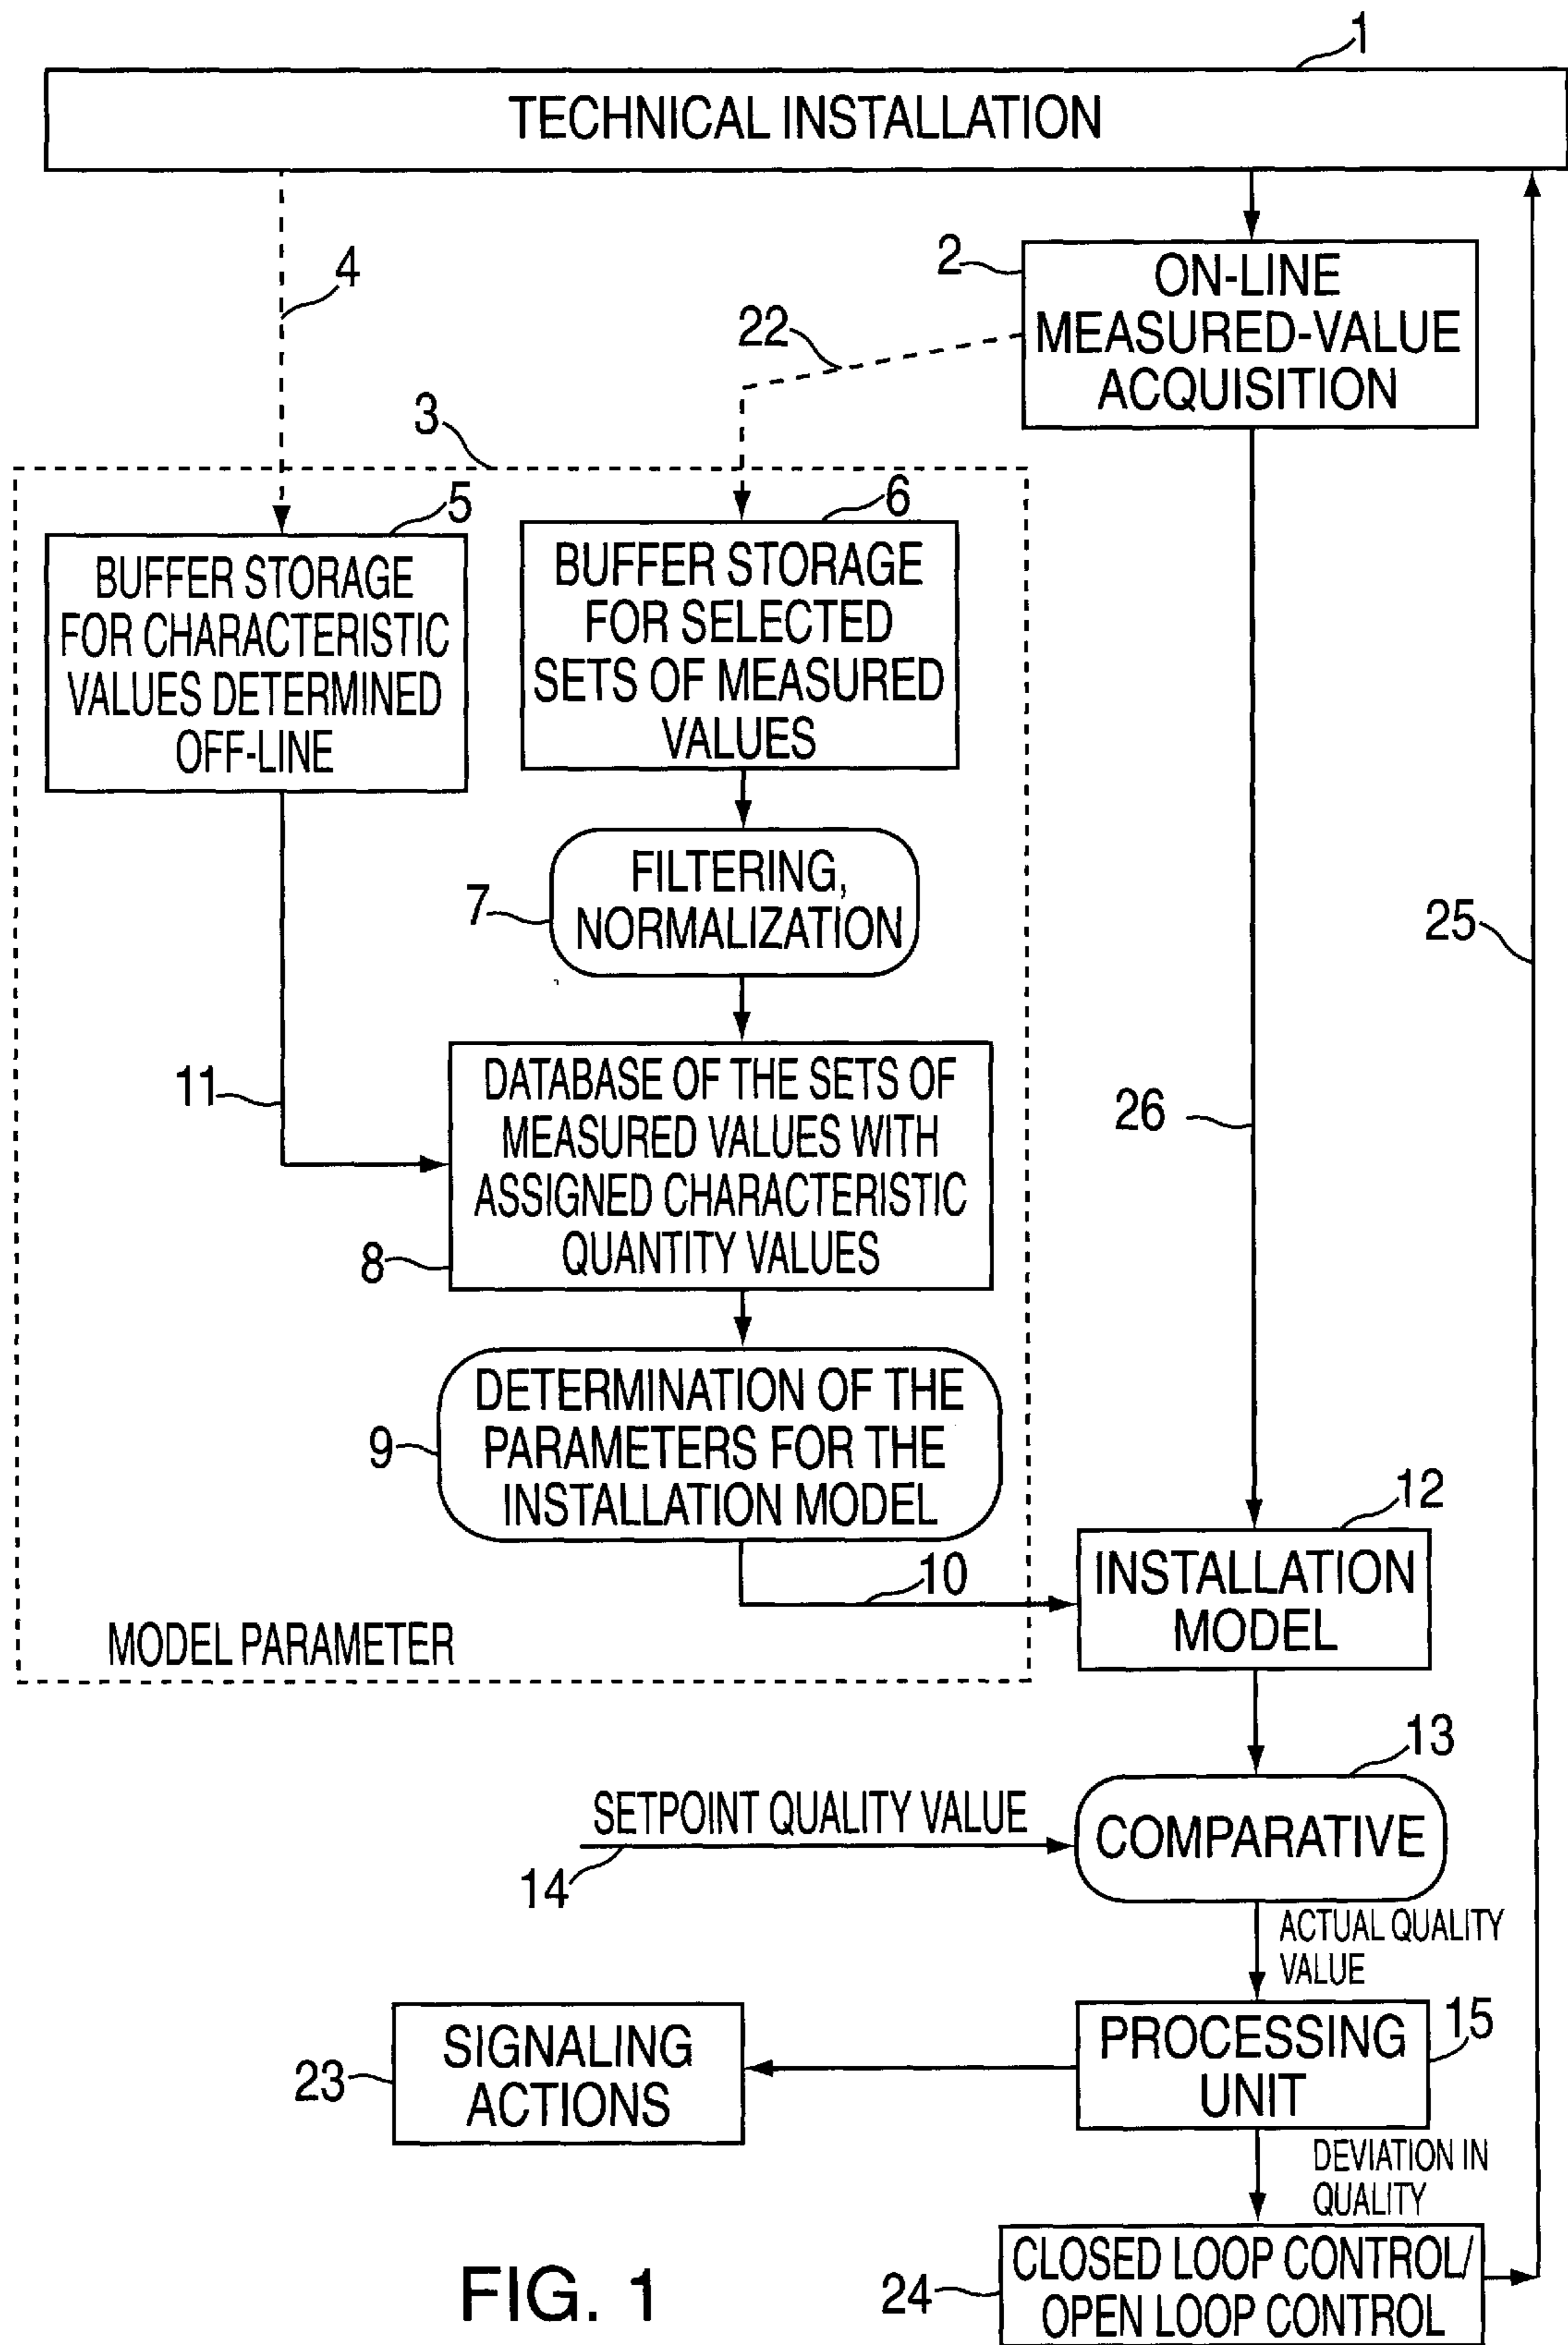 1
TECHNICAL INSTALLATION
2
ON-LINE
MEASURED-VALUE
ACQUISITION
4
22
3
5
BUFFER STORAGE
FOR CHARACTERISTIC
VALUES DETERMINED
OFF-LINE
6
BUFFER STORAGE
FOR SELECTED
SETS OF MEASURED
VALUES
7
FILTERING,
NORMALIZATION
25
11
26
DATABASE OF THE SETS OF
MEASURED VALUES WITH
ASSIGNED CHARACTERISTIC
QUANTITY VALUES
8
DETERMINATION OF THE
PARAMETERS FOR THE
INSTALLATION MODEL
9
12
INSTALLATION
MODEL
10
MODEL PARAMETER
13
SETPOINT QUALITY VALUE
COMPARATIVE
14
ACTUAL QUALITY
VALUE
15
PROCESSING
UNIT
SIGNALING
ACTIONS
23
DEVIATION IN
QUALITY
CLOSED LOOP CONTROL/
OPEN LOOP CONTROL
24
FIG. 1